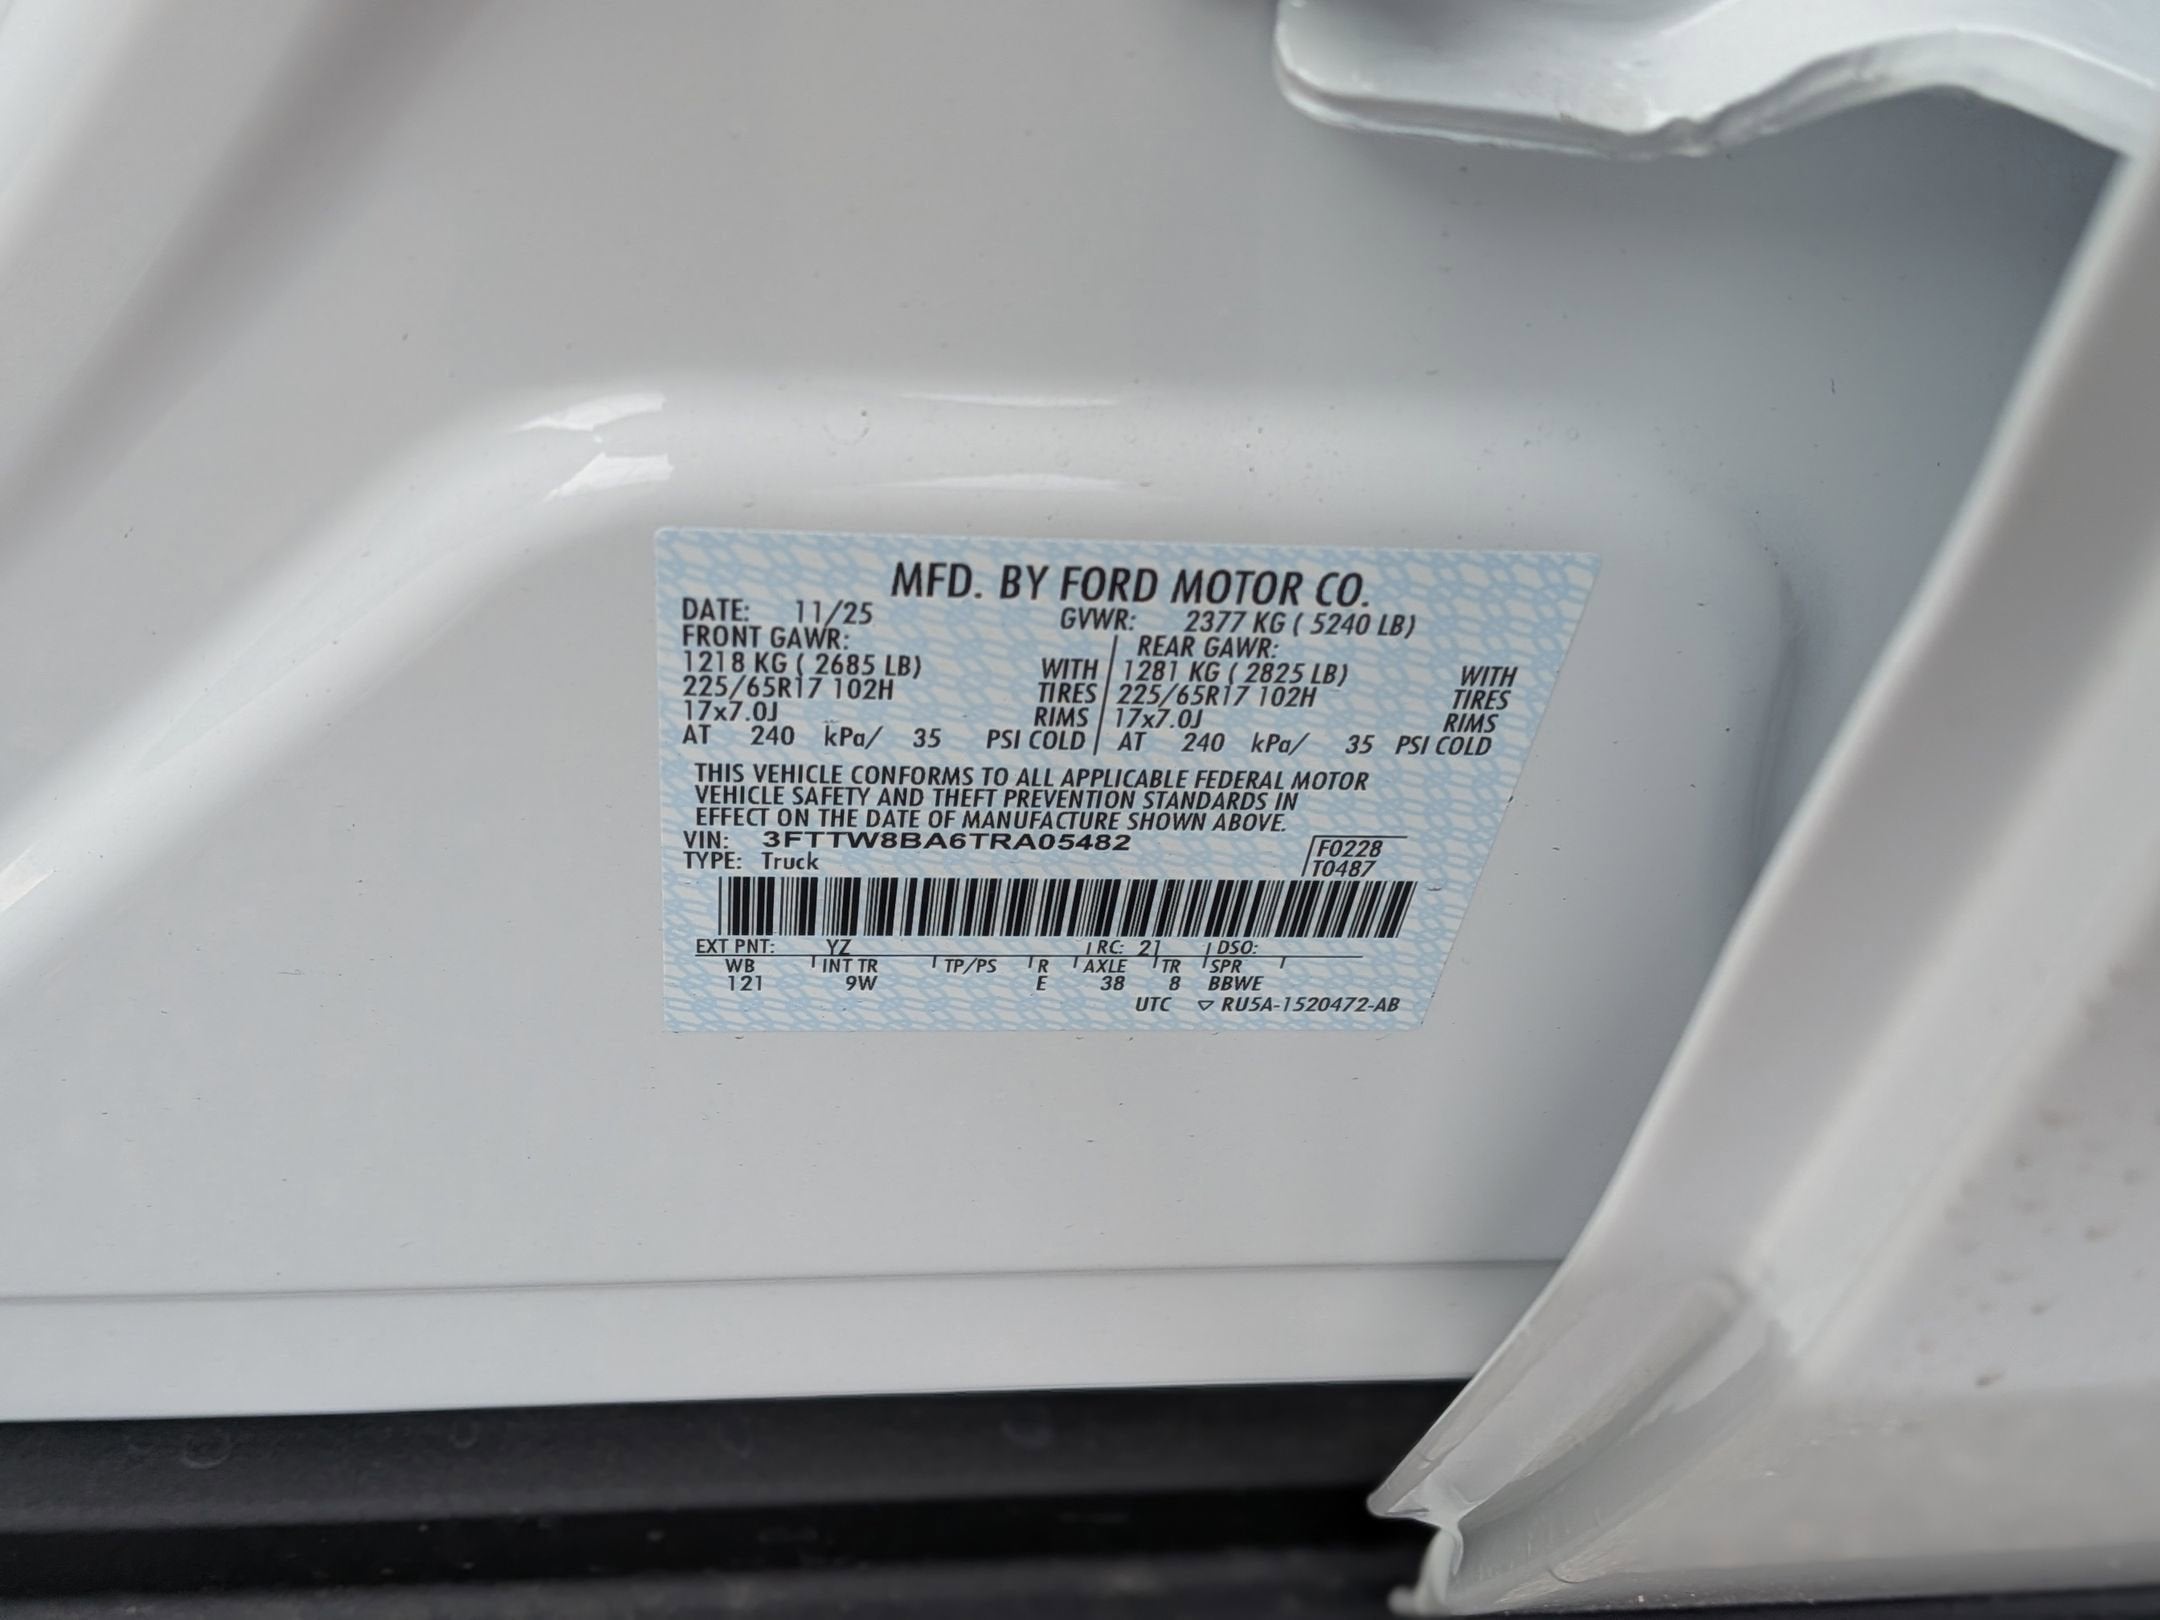 MFD. BY FORD MOTOR CO.
DATE: 11/25 GVWR: 2377 KG ( 5240 LB)
FRONT GAWR: REAR GAWR:
1218 KG ( 2685 LB) WITH 1281 KG ( 2825 LB) WITH
225/65R17 102H TIRES 225/65R17 102H TIRES
17x7.0J RIMS 17x7.0J RIMS
AT 240 kPa/ 35 PSI COLD AT 240 kPa/ 35 PSI COLD
THIS VEHICLE CONFORMS TO ALL APPLICABLE FEDERAL MOTOR
VEHICLE SAFETY AND THEFT PREVENTION STANDARDS IN
EFFECT ON THE DATE OF MANUFACTURE SHOWN ABOVE.
VIN: 3FTTW8BA6TRA05482 F0228
TYPE: Truck T0487
EXT PNT: YZ RC: 21 DSO:
WB INT TR TP/PS R AXLE TR SPR
121 9W E 38 8 BBWE
UTC ▽ RU5A-1520472-AB